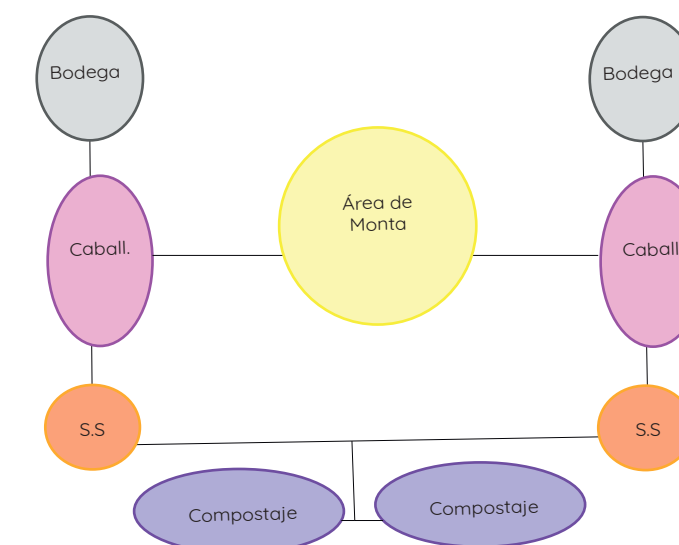 Bodega
Bodega
Área de
Monta
Caball.
Caball
S.S
S.S
Compostaje
Compostaje